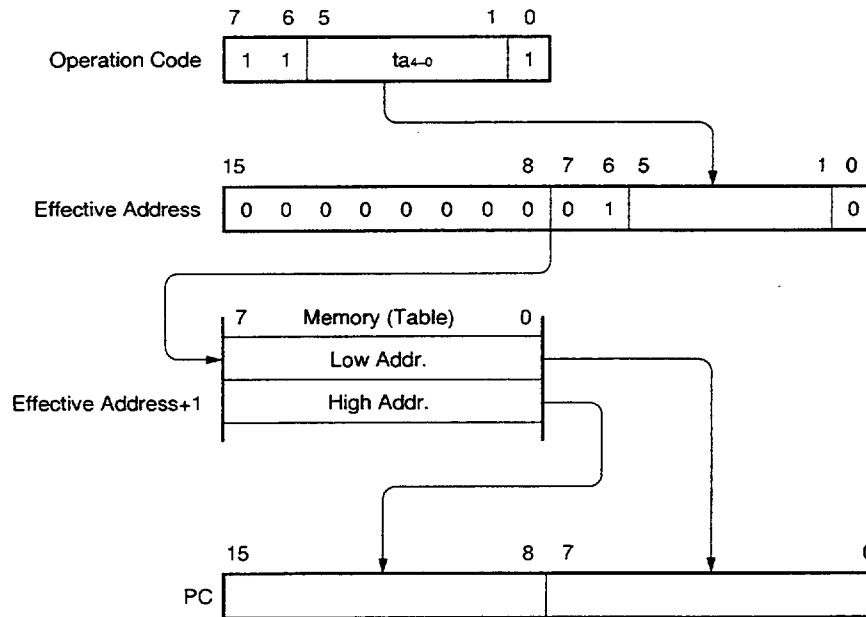 7 6 5 1 0
Operation Code 1 1 ta4–0 1
15 8 7 6 5 1 0
Effective Address 0 0 0 0 0 0 0 0 0 1 0
7 Memory (Table) 0
Low Addr.
Effective Address+1 High Addr.
15 8 7
PC